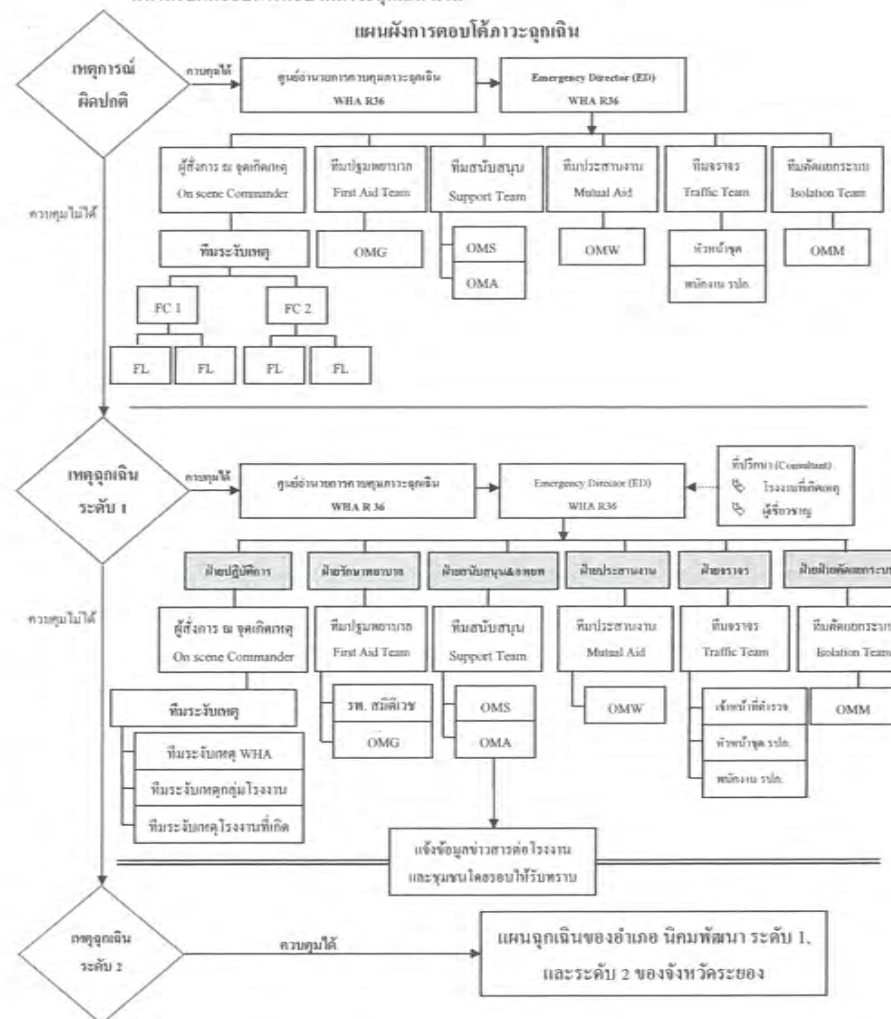 แผนผังการตอบโต้ภาวะฉุกเฉิน
เหตุการณ์
ผิดปกติ
ควบคุมได้
ศูนย์อำนวยการควบคุมภาวะฉุกเฉิน
WHA R36
Emergency Director (ED)
WHA R36
ควบคุมไม่ได้
ผู้สั่งการ ณ จุดเกิดเหตุ
On scene Commander
ทีมปฐมพยาบาล
First Aid Team
ทีมสนับสนุน
Support Team
ทีมประสานงาน
Mutual Aid
ทีมจราจร
Traffic Team
ทีมตัดแยกระบบ
Isolation Team
ทีมระงับเหตุ
OMG
OMS
OMA
OMW
หัวหน้าชุด
พนักงาน รปภ.
OMM
FC 1
FC 2
FL
FL
FL
FL
เหตุฉุกเฉิน
ระดับ 1
ควบคุมได้
ศูนย์อำนวยการควบคุมภาวะฉุกเฉิน
WHA R 36
Emergency Director (ED)
WHA R36
ที่ปรึกษา (Consultant)
โรงงานที่เกิดเหตุ
ผู้เชี่ยวชาญ
ควบคุมไม่ได้
ฝ่ายปฏิบัติการ
ฝ่ายรักษาพยาบาล
ฝ่ายสนับสนุน&อพยพ
ฝ่ายประสานงาน
ฝ่ายจราจร
ฝ่ายฝ่ายตัดแยกระบบ
ผู้สั่งการ ณ จุดเกิดเหตุ
On scene Commander
ทีมปฐมพยาบาล
First Aid Team
ทีมสนับสนุน
Support Team
ทีมประสานงาน
Mutual Aid
ทีมจราจร
Traffic Team
ทีมตัดแยกระบบ
Isolation Team
ทีมระงับเหตุ
ทีมระงับเหตุ WHA
ทีมระงับเหตุกลุ่มโรงงาน
ทีมระงับเหตุโรงงานที่เกิด
รพ. สมิติเวช
OMG
OMS
OMA
OMW
เจ้าหน้าที่ตำรวจ
หัวหน้าชุด รปภ.
พนักงาน รปภ.
OMM
แจ้งข้อมูลข่าวสารต่อโรงงาน
และชุมชนโดยรอบให้รับทราบ
เหตุฉุกเฉิน
ระดับ 2
ควบคุมได้
แผนฉุกเฉินของอำเภอ นิคมพัฒนา ระดับ 1,
และระดับ 2 ของจังหวัดระยอง